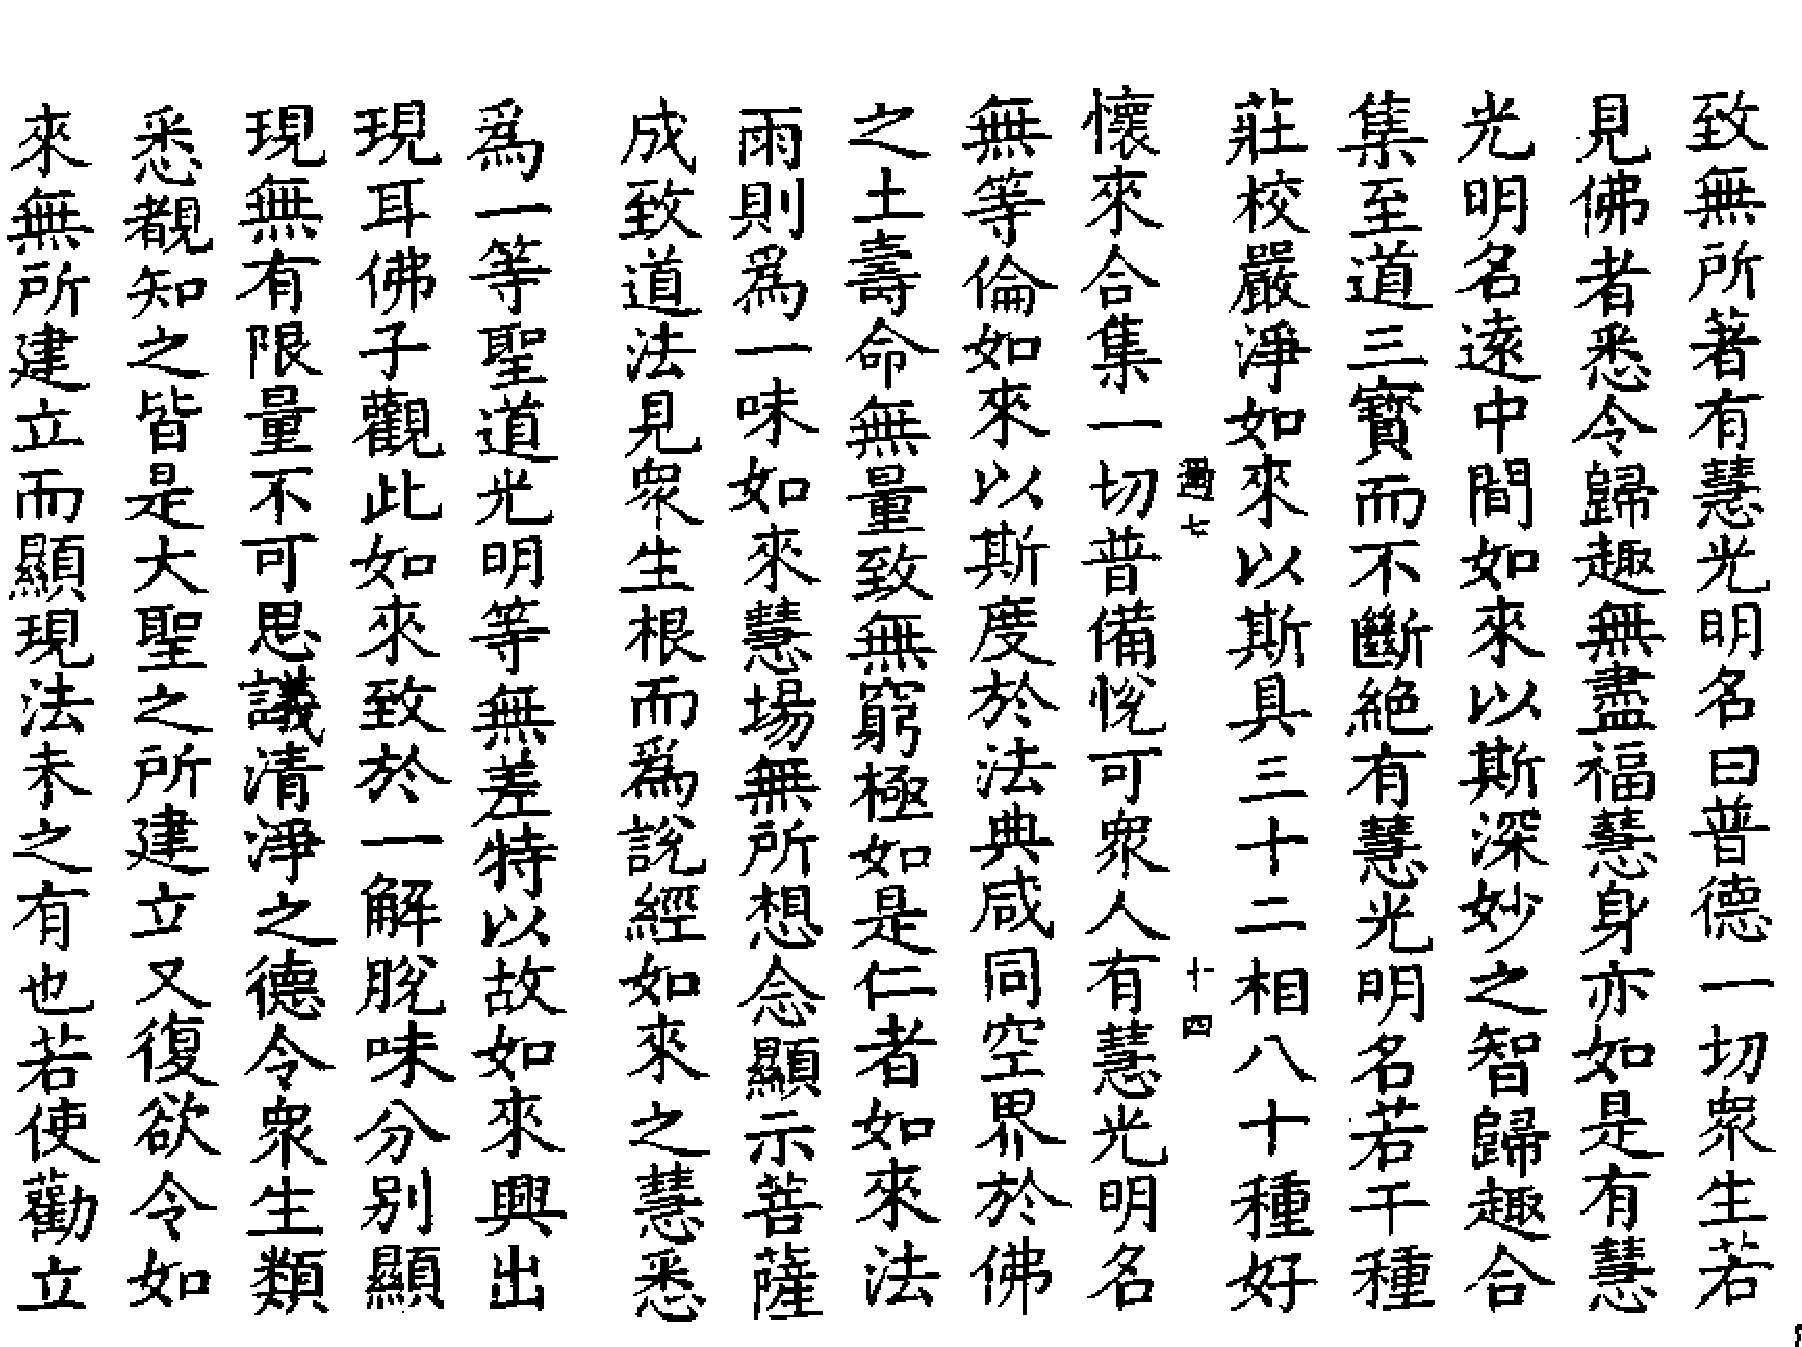 致無所著有慧光明名曰普德一切衆生若
見佛者悉令歸趣無盡福慧身亦如是有慧
光明名遠中間如來以斯深妙之智歸趣合
集至道三寶而不斷絕有慧光明名若干種
莊校嚴淨如來以斯具三十二相八十種好
七 十四
懷來合集一切普備悅可衆人有慧光明名
無等倫如來以斯度於法典咸同空界於佛
之土壽命無量致無窮極如是仁者如來法
雨則爲一味如來慧場無所想念顯示菩薩
成致道法見衆生根而爲說經如來之慧悉
爲一等聖道光明等無差特以故如來興出
現耳佛子觀此如來致於一解脫味分別顯
現無有限量不可思議清淨之德令衆生類
悉覩知之皆是大聖之所建立又復欲令如
來無所建立而顯現法未之有也若使勸立